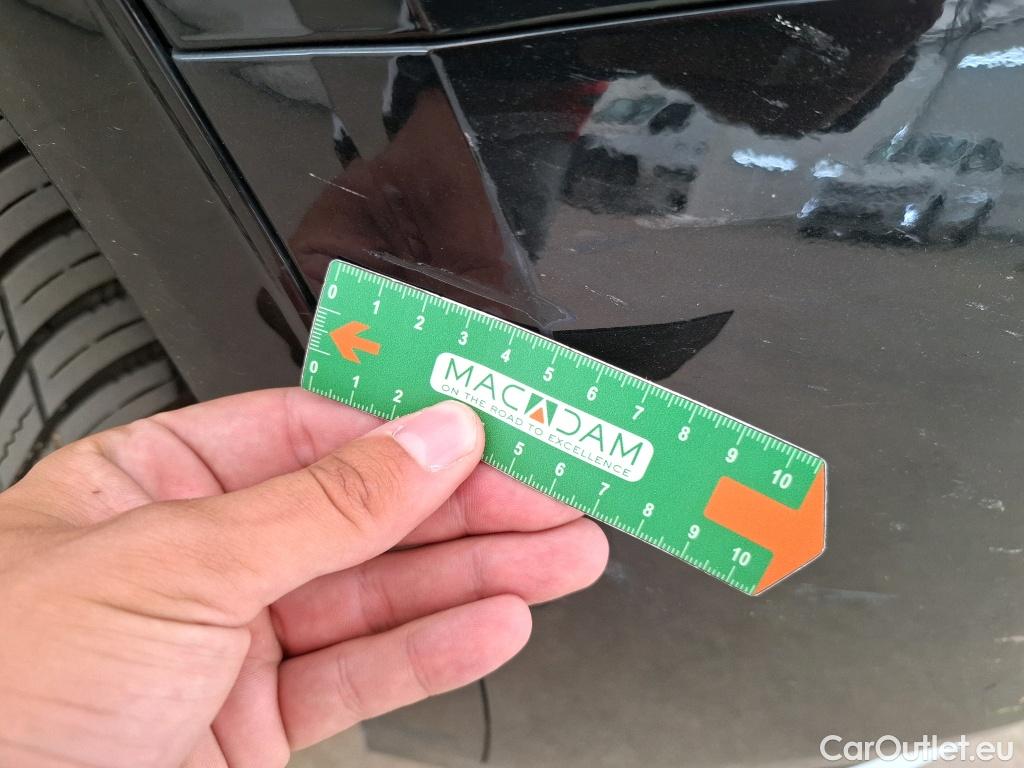 0 1 2 3 4 5 6 7 8 9 10
MACADAM
ON THE ROAD TO EXCELLENCE
0 1 2 5 6 7 8 9 10
CarOutlet.eu